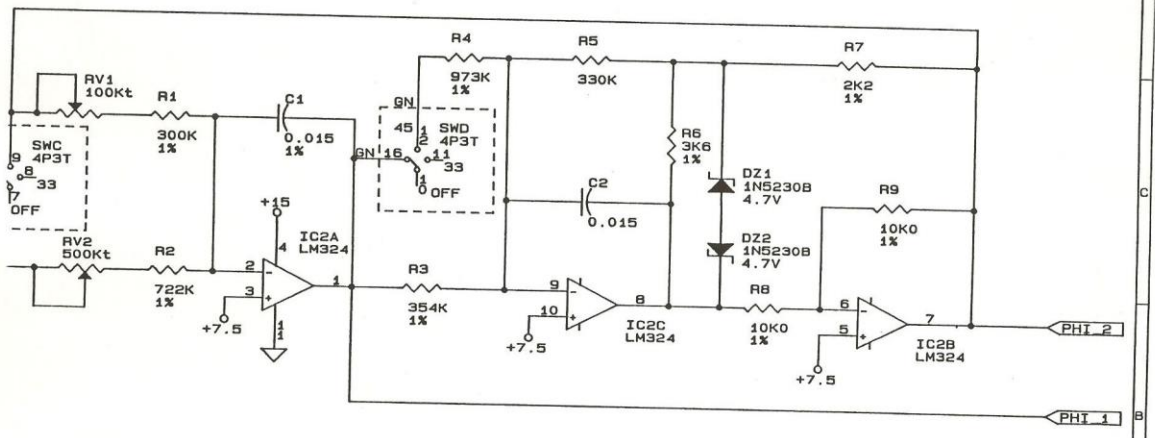 RV1
100Kt
R1
300K
1%
C1
0.015
1%
SWC
4P3T
9
8
33
7
OFF
RV2
500Kt
R2
722K
1%
+15
4
IC2A
LM324
2
-
3
+
1
11
+7.5
R4
973K
1%
GN
45
1
2
SWD
4P3T
GN
16
11
33
1
0
OFF
R3
354K
1%
R5
330K
R6
3K6
1%
C2
0.015
9
-
10
+
8
+7.5
IC2C
LM324
R7
2K2
1%
DZ1
1N5230B
4.7V
DZ2
1N5230B
4.7V
R9
10K0
1%
R8
10K0
1%
6
-
5
+
7
+7.5
IC2B
LM324
PHI_2
PHI_1
C
B